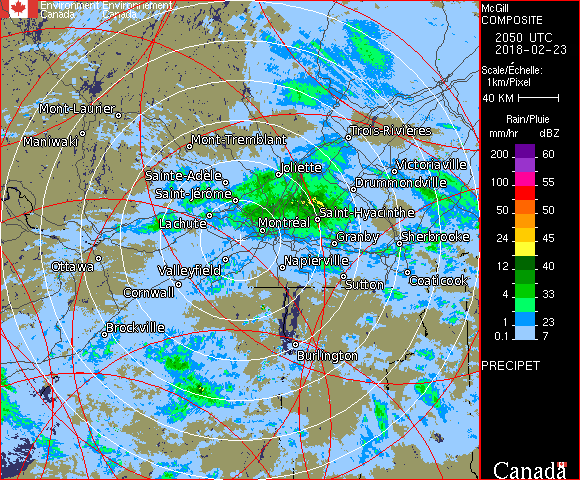 Environment Environnement
Canada Canada
McGill
COMPOSITE
2050 UTC
2018-02-23
Scale/Échelle:
1km/Pixel
40 KM
Rain/Pluie
mm/hr dBZ
200 60
100 55
50 50
24 45
12 40
4 33
1 23
0.1 7
PRECIPET
Canada
Mont-Laurier
Maniwaki
Mont-Tremblant
Trois-Rivières
Sainte-Adèle
Joliette
Victoriaville
Saint-Jérôme
Drummondville
Lachute
Montréal
Saint-Hyacinthe
Granby
Sherbrooke
Ottawa
Valleyfield
Napierville
Cornwall
Sutton
Coaticook
Brockville
Burlington